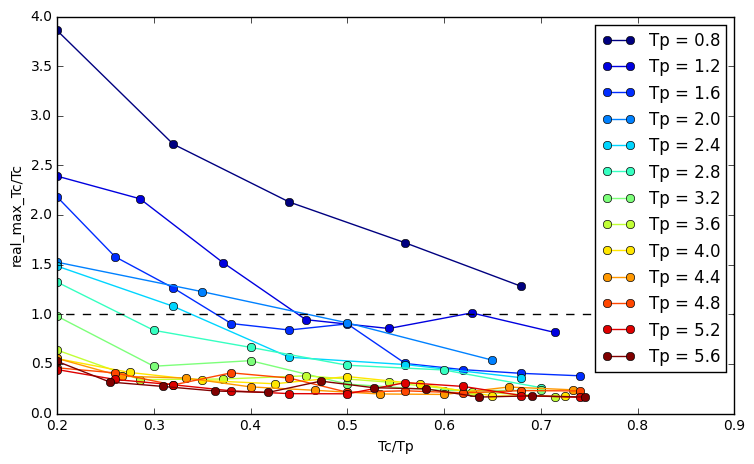 4.0
3.5
3.0
2.5
2.0
1.5
1.0
0.5
0.0
real_max_Tc/Tc
0.2 0.3 0.4 0.5 0.6 0.7 0.8 0.9
Tc/Tp
Tp = 0.8
Tp = 1.2
Tp = 1.6
Tp = 2.0
Tp = 2.4
Tp = 2.8
Tp = 3.2
Tp = 3.6
Tp = 4.0
Tp = 4.4
Tp = 4.8
Tp = 5.2
Tp = 5.6